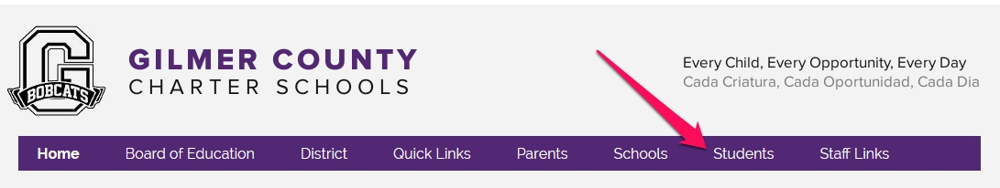 G
BOBCATS
GILMER COUNTY
CHARTER SCHOOLS
Every Child, Every Opportunity, Every Day
Cada Criatura, Cada Oportunidad, Cada Dia
Home Board of Education District Quick Links Parents Schools Students Staff Links